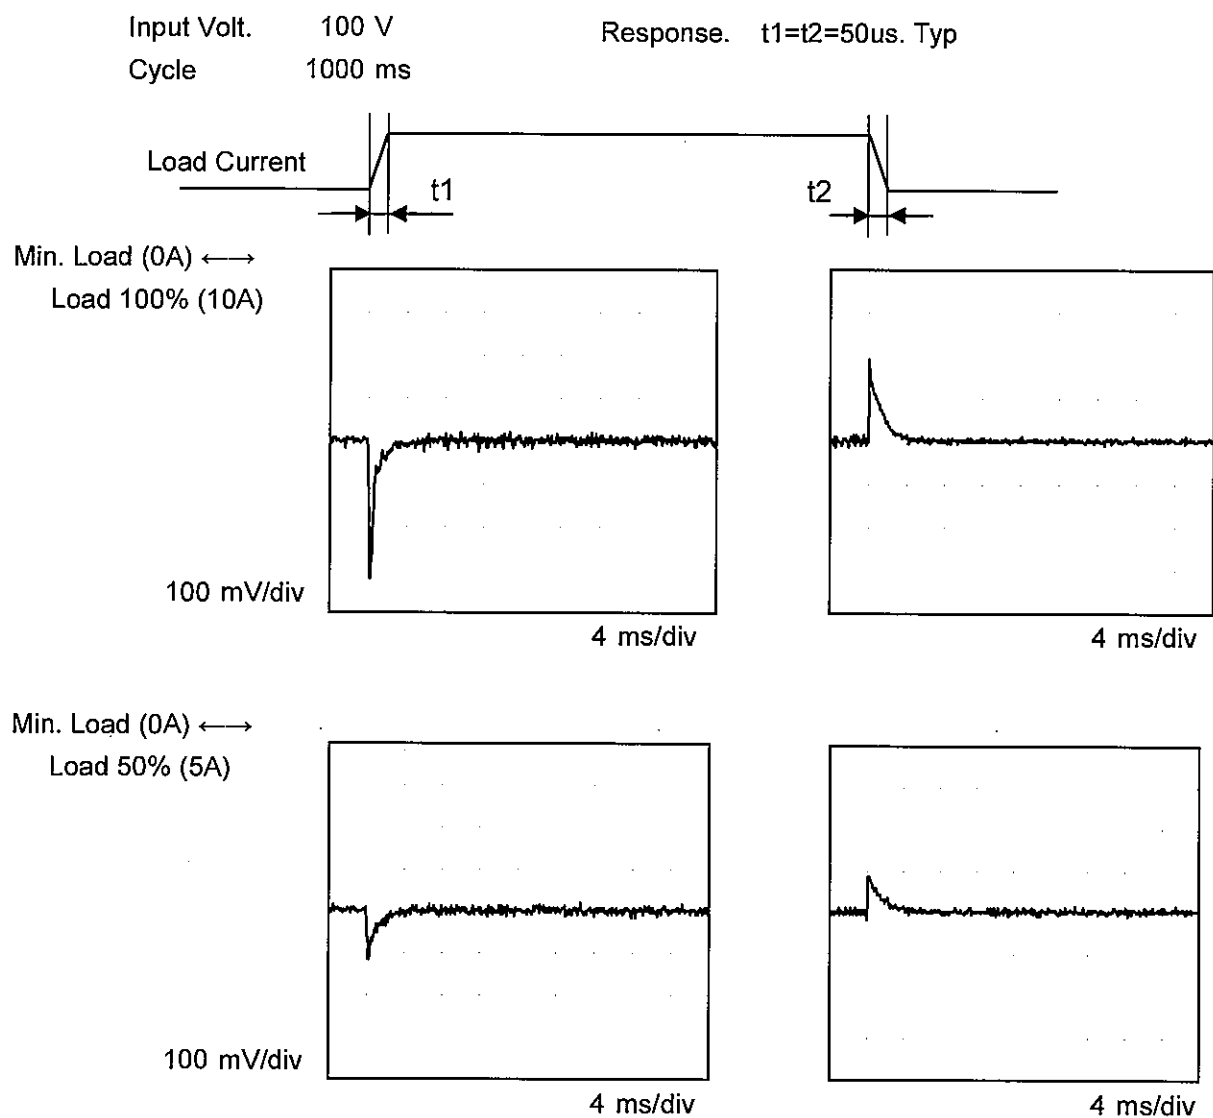 Input Volt. 100 V
Response. t1=t2=50us. Typ
Cycle 1000 ms
Load Current
t1
t2
Min. Load (0A) ←→
Load 100% (10A)
100 mV/div
4 ms/div
4 ms/div
Min. Load (0A) ←→
Load 50% (5A)
100 mV/div
4 ms/div
4 ms/div